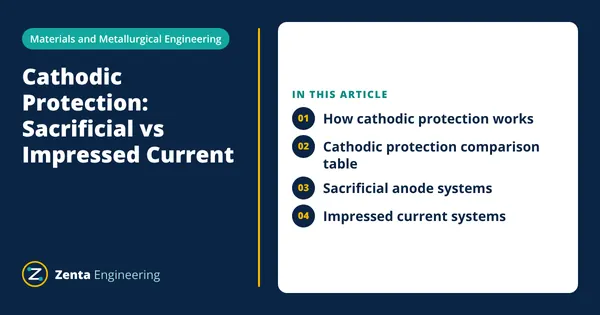 Materials and Metallurgical Engineering
Cathodic
Protection:
Sacrificial vs
Impressed Current
Zenta Engineering
IN THIS ARTICLE
01 How cathodic protection works
02 Cathodic protection comparison
table
03 Sacrificial anode systems
04 Impressed current systems